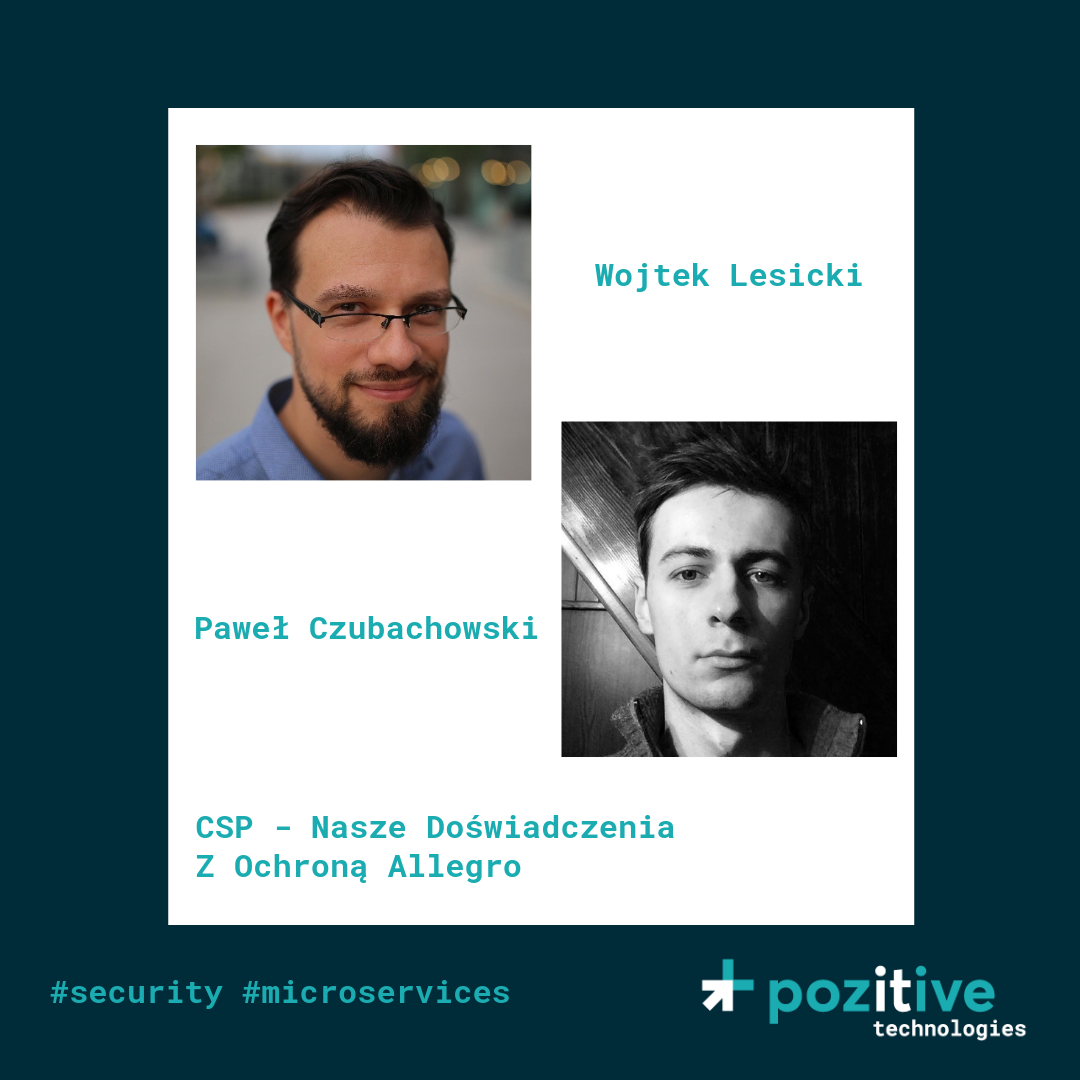 Wojtek Lesicki
Paweł Czubachowski
CSP - Nasze Doświadczenia
Z Ochroną Allegro
#security #microservices
pozitive
technologies